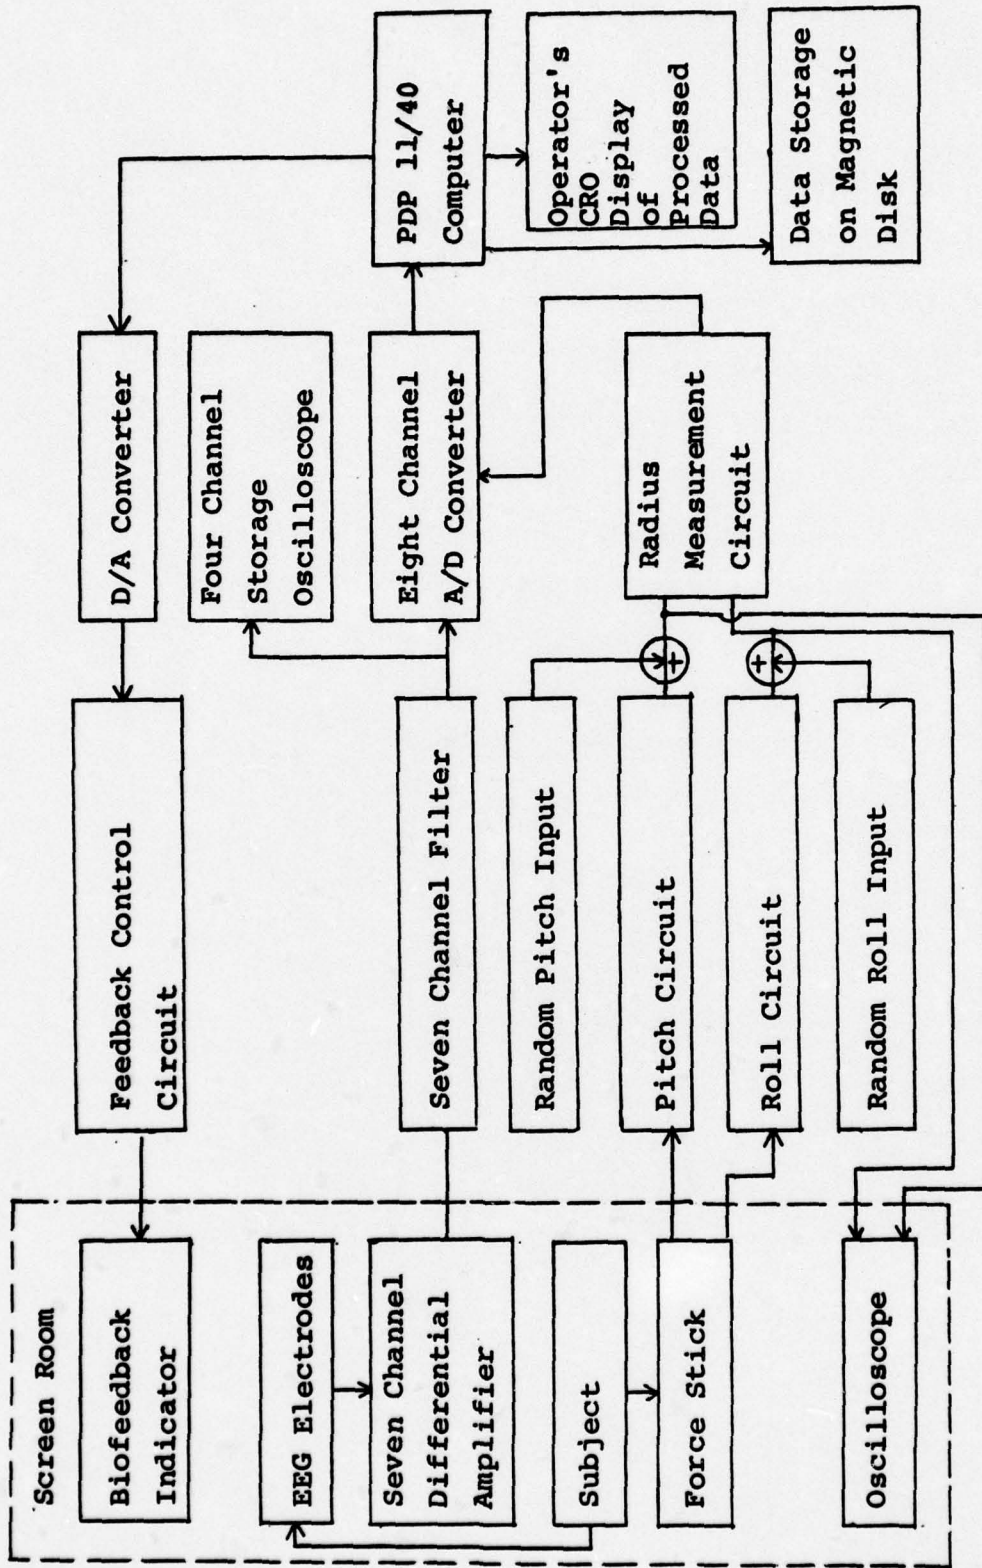 Screen Room
Biofeedback
Indicator
EEG Electrodes
Seven Channel
Differential
Amplifier
Subject
Force Stick
Oscilloscope
Feedback Control
Circuit
Seven Channel Filter
Random Pitch Input
Pitch Circuit
Roll Circuit
Random Roll Input
+
+
D/A Converter
Four Channel
Storage
Oscilloscope
Eight Channel
A/D Converter
Radius
Measurement
Circuit
PDP 11/40
Computer
Operator's
CRO
Display
of
Processed
Data
Data Storage
on Magnetic
Disk